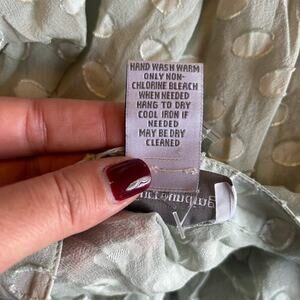 HAND WASH WARM
ONLY NON-
CHLORINE BLEACH
WHEN NEEDED
HANG TO DRY
COOL IRON IF
NEEDED
MAY BE DRY
CLEANED